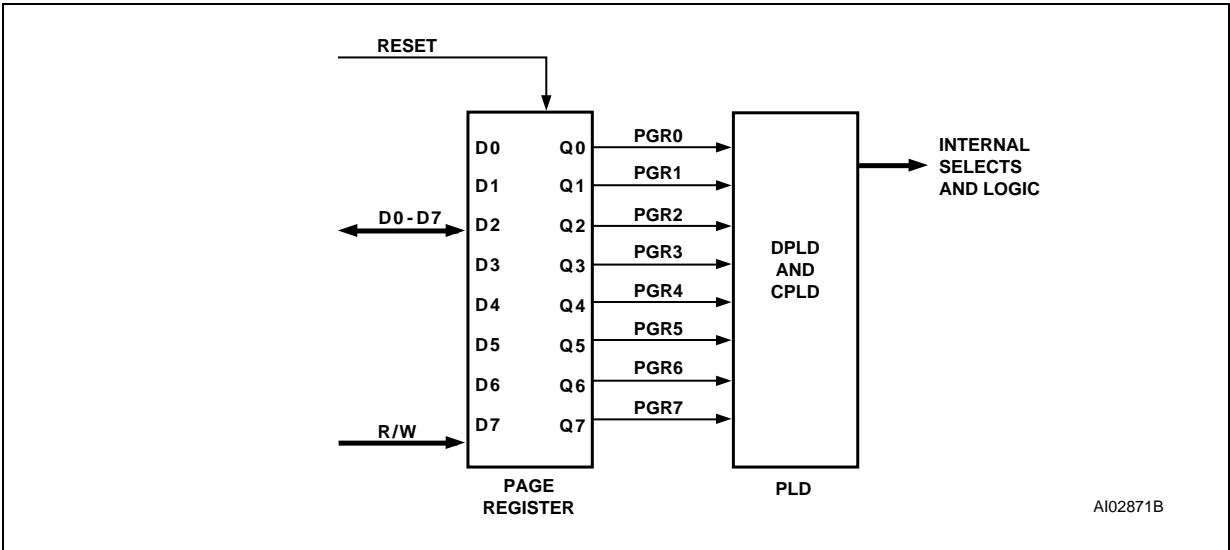 RESET
D0 Q0 PGR0
D1 Q1 PGR1
D0-D7 D2 Q2 PGR2
D3 Q3 PGR3
D4 Q4 PGR4
D5 Q5 PGR5
D6 Q6 PGR6
R/W D7 Q7 PGR7
PAGE
REGISTER
DPLD
AND
CPLD
PLD
INTERNAL
SELECTS
AND LOGIC
AI02871B